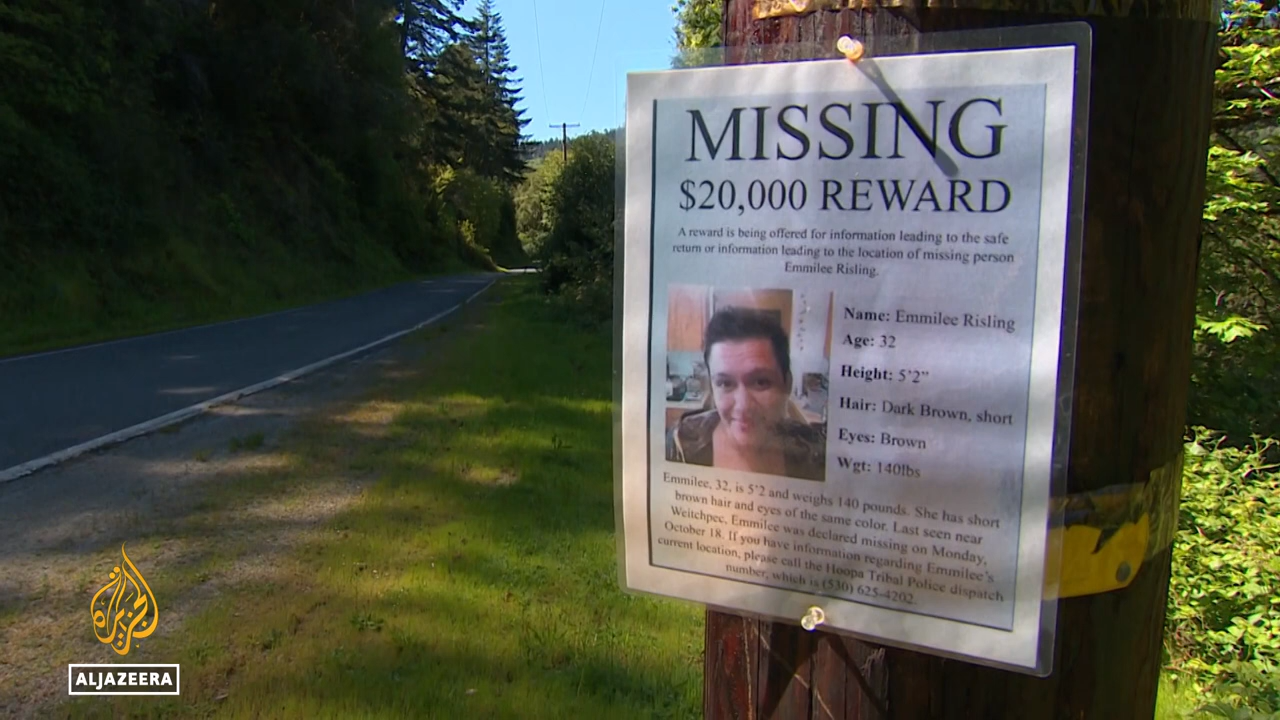 MISSING
$20,000 REWARD
A reward is being offered for information leading to the safe
return or information leading to the location of missing person
Emmilee Risling.
Name: Emmilee Risling
Age: 32
Height: 5’2”
Hair: Dark Brown, short
Eyes: Brown
Wgt: 140lbs
Emmilee, 32, is 5’2 and weighs 140 pounds. She has short
brown hair and eyes of the same color. Last seen near
Weitchpec, Emmilee was declared missing on Monday,
October 18. If you have information regarding Emmilee’s
current location, please call the Hoopa Tribal Police dispatch
number, which is (530) 625-4202.
الجزيرة
ALJAZEERA